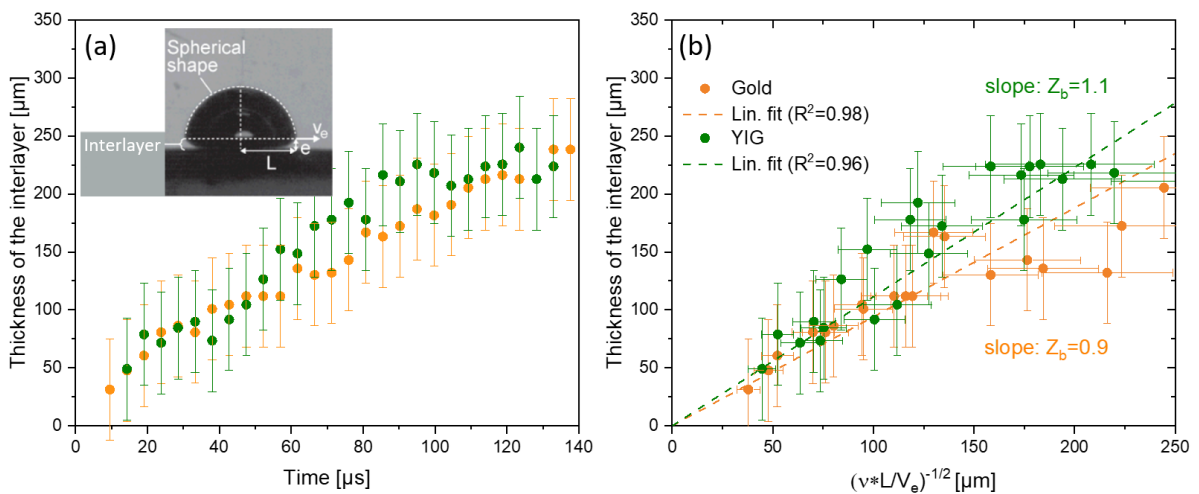 (a)
Spherical
shape
Interlayer
Vₑ
e
L
Thickness of the interlayer [µm]
350
300
250
200
150
100
50
0
0 20 40 60 80 100 120 140
Time [µs]
(b)
Gold
Lin. fit (R²=0.98)
YIG
Lin. fit (R²=0.96)
slope: Z_b=1.1
slope: Z_b=0.9
Thickness of the interlayer [µm]
350
300
250
200
150
100
50
0
0 50 100 150 200 250
(ν*L/Vₑ)⁻¹/² [µm]